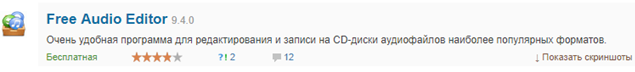 Free Audio Editor 9.4.0
Очень удобная программа для редактирования и записи на CD-диски аудиофайлов наиболее популярных форматов.
Бесплатная ?! 2 12 ↓ Показать скриншоты